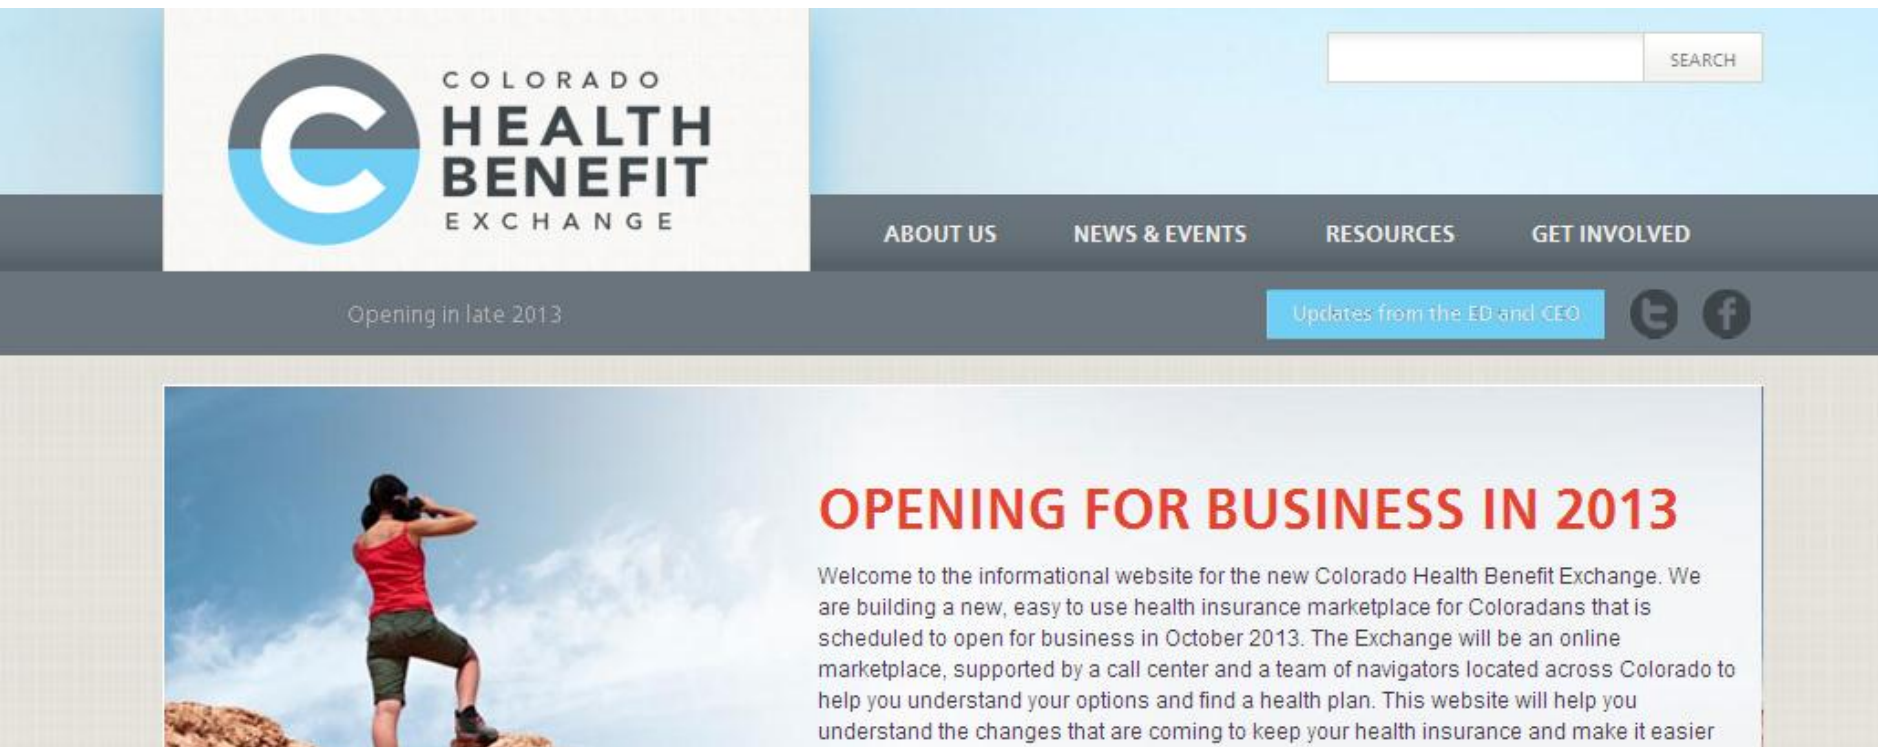 SEARCH
COLORADO
HEALTH
BENEFIT
EXCHANGE
ABOUT US NEWS & EVENTS RESOURCES GET INVOLVED
Opening in late 2013
Updates from the ED and CEO
OPENING FOR BUSINESS IN 2013
Welcome to the informational website for the new Colorado Health Benefit Exchange. We
are building a new, easy to use health insurance marketplace for Coloradans that is
scheduled to open for business in October 2013. The Exchange will be an online
marketplace, supported by a call center and a team of navigators located across Colorado to
help you understand your options and find a health plan. This website will help you
understand the changes that are coming to keep your health insurance and make it easier